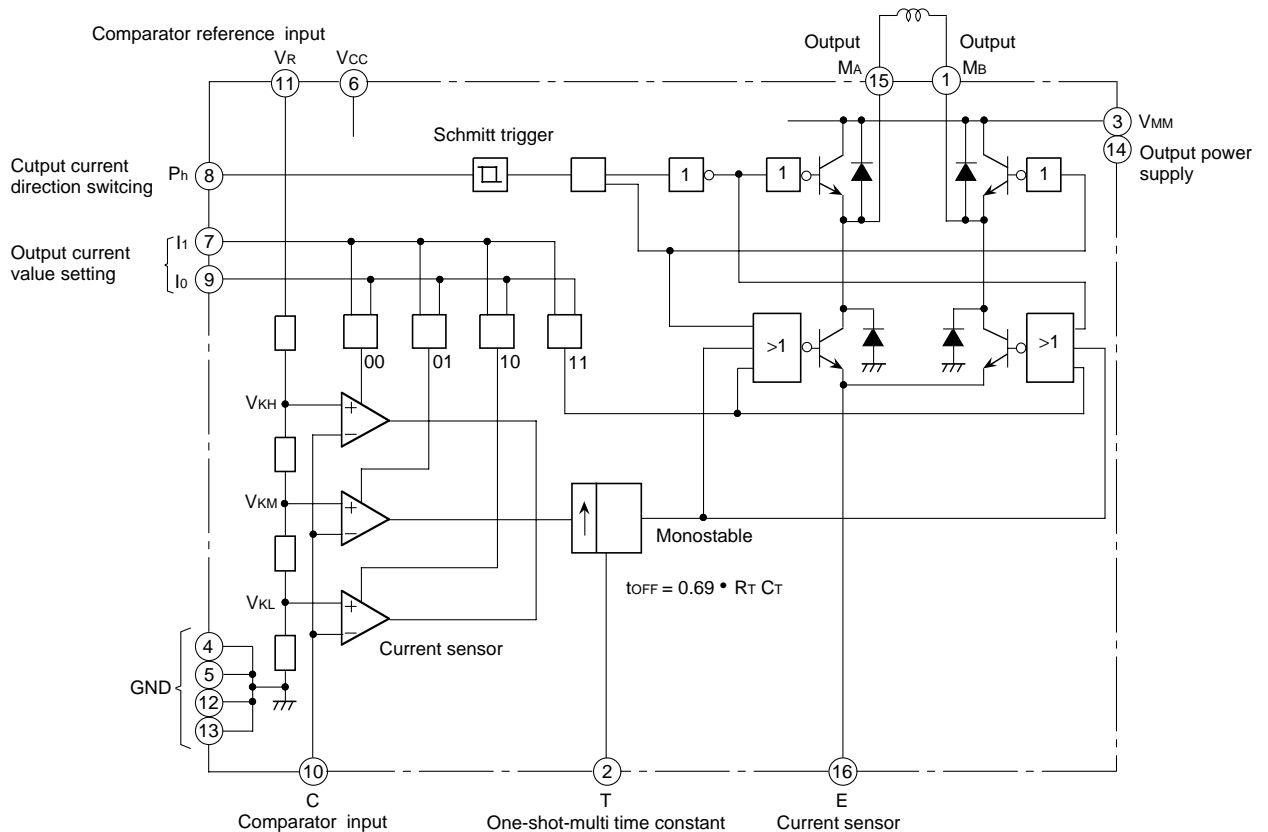 Comparator reference input
VR
11
VCC
6
Output
MA
15
Output
MB
1
3
VMM
14
Output power
supply
Schmitt trigger
Cutput current
direction switcing
Ph
8
1
1
1
Output current
value setting
I1
7
I0
9
00
01
10
11
>1
>1
VKH
+
−
VKM
+
−
VKL
+
−
Monostable
tOFF = 0.69 • RT CT
Current sensor
GND
4
5
12
13
10
C
Comparator input
2
T
One-shot-multi time constant
16
E
Current sensor